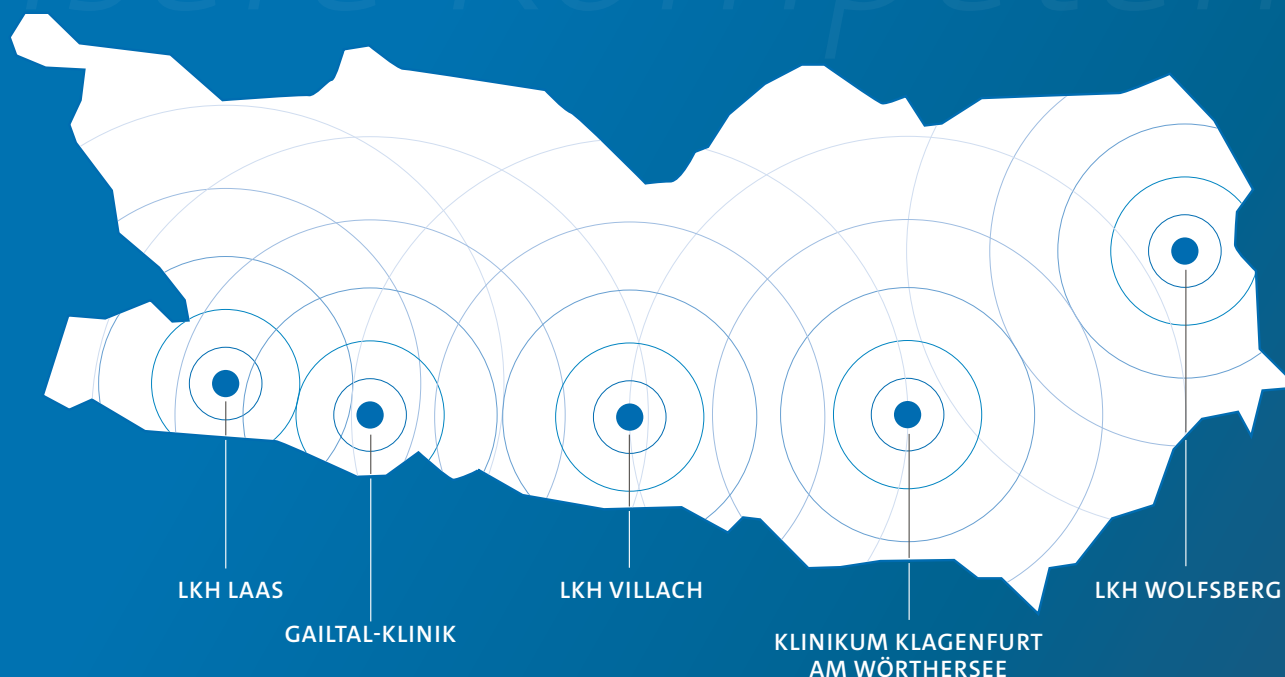 LKH LAAS
GAILTAL-KLINIK
LKH VILLACH
KLINIKUM KLAGENFURT
AM WÖRTHERSEE
LKH WOLFSBERG